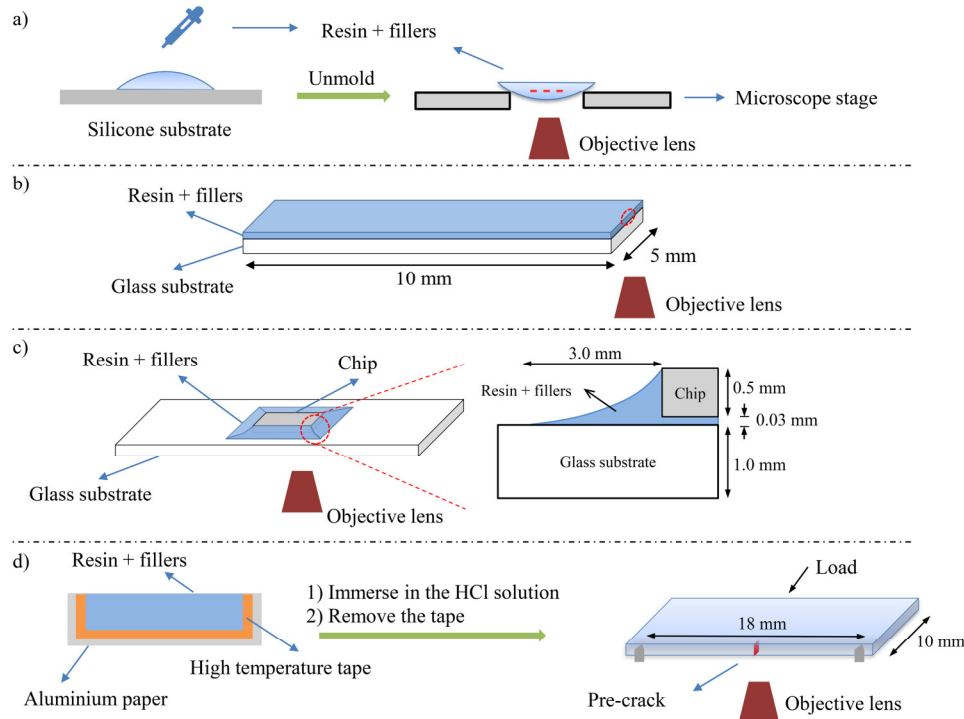 a)
Resin + fillers
Unmold
Silicone substrate
Microscope stage
Objective lens
b)
Resin + fillers
Glass substrate
10 mm
5 mm
Objective lens
c)
Resin + fillers
Chip
Glass substrate
Objective lens
3.0 mm
Resin + fillers
Chip
0.5 mm
0.03 mm
1.0 mm
Glass substrate
d)
Resin + fillers
1) Immerse in the HCl solution
2) Remove the tape
High temperature tape
Aluminium paper
Load
18 mm
10 mm
Pre-crack
Objective lens